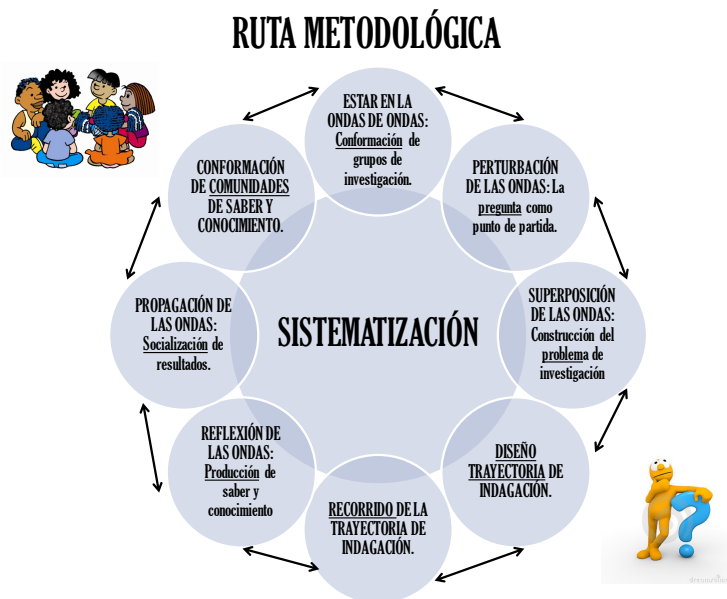 RUTA METODOLÓGICA
ESTAR EN LA
ONDAS DE ONDAS:
Conformación de
grupos de
investigación.
PERTURBACIÓN
DE LAS ONDAS: La
pregunta como
punto de partida.
SUPERPOSICIÓN
DE LAS ONDAS:
Construcción del
problema de
investigación
DISEÑO
TRAYECTORIA DE
INDAGACIÓN.
RECORRIDO DE LA
TRAYECTORIA DE
INDAGACIÓN.
REFLEXIÓN DE
LAS ONDAS:
Producción de
saber y
conocimiento
PROPAGACIÓN DE
LAS ONDAS:
Socialización de
resultados.
CONFORMACIÓN
DE COMUNIDADES
DE SABER Y
CONOCIMIENTO.
SISTEMATIZACIÓN